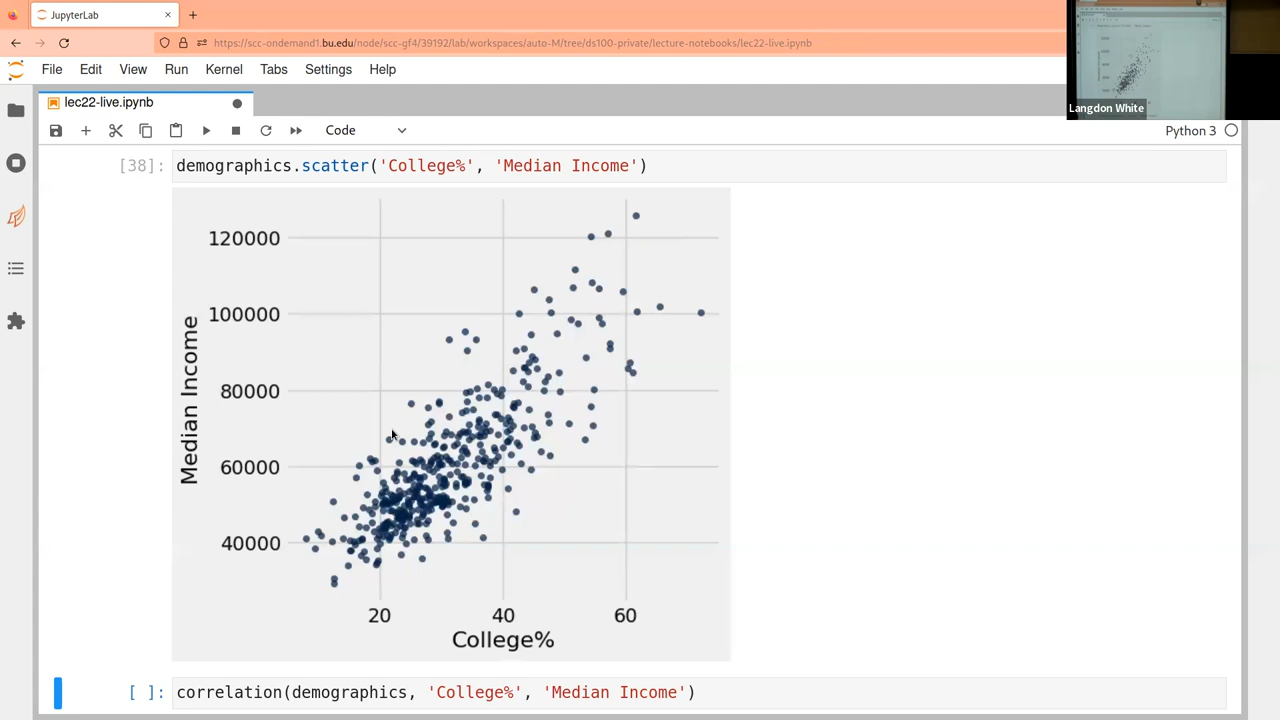 JupyterLab
https://scc-ondemand1.bu.edu/node/scc-gf4/39192/lab/workspaces/auto-M/tree/ds100-private/lecture-notebooks/lec22-live.ipynb
File Edit View Run Kernel Tabs Settings Help
Langdon White
lec22-live.ipynb
Code
Python 3
[38]: demographics.scatter('College%', 'Median Income')
120000
100000
80000
60000
40000
Median Income
20 40 60
College%
[ ]: correlation(demographics, 'College%', 'Median Income')